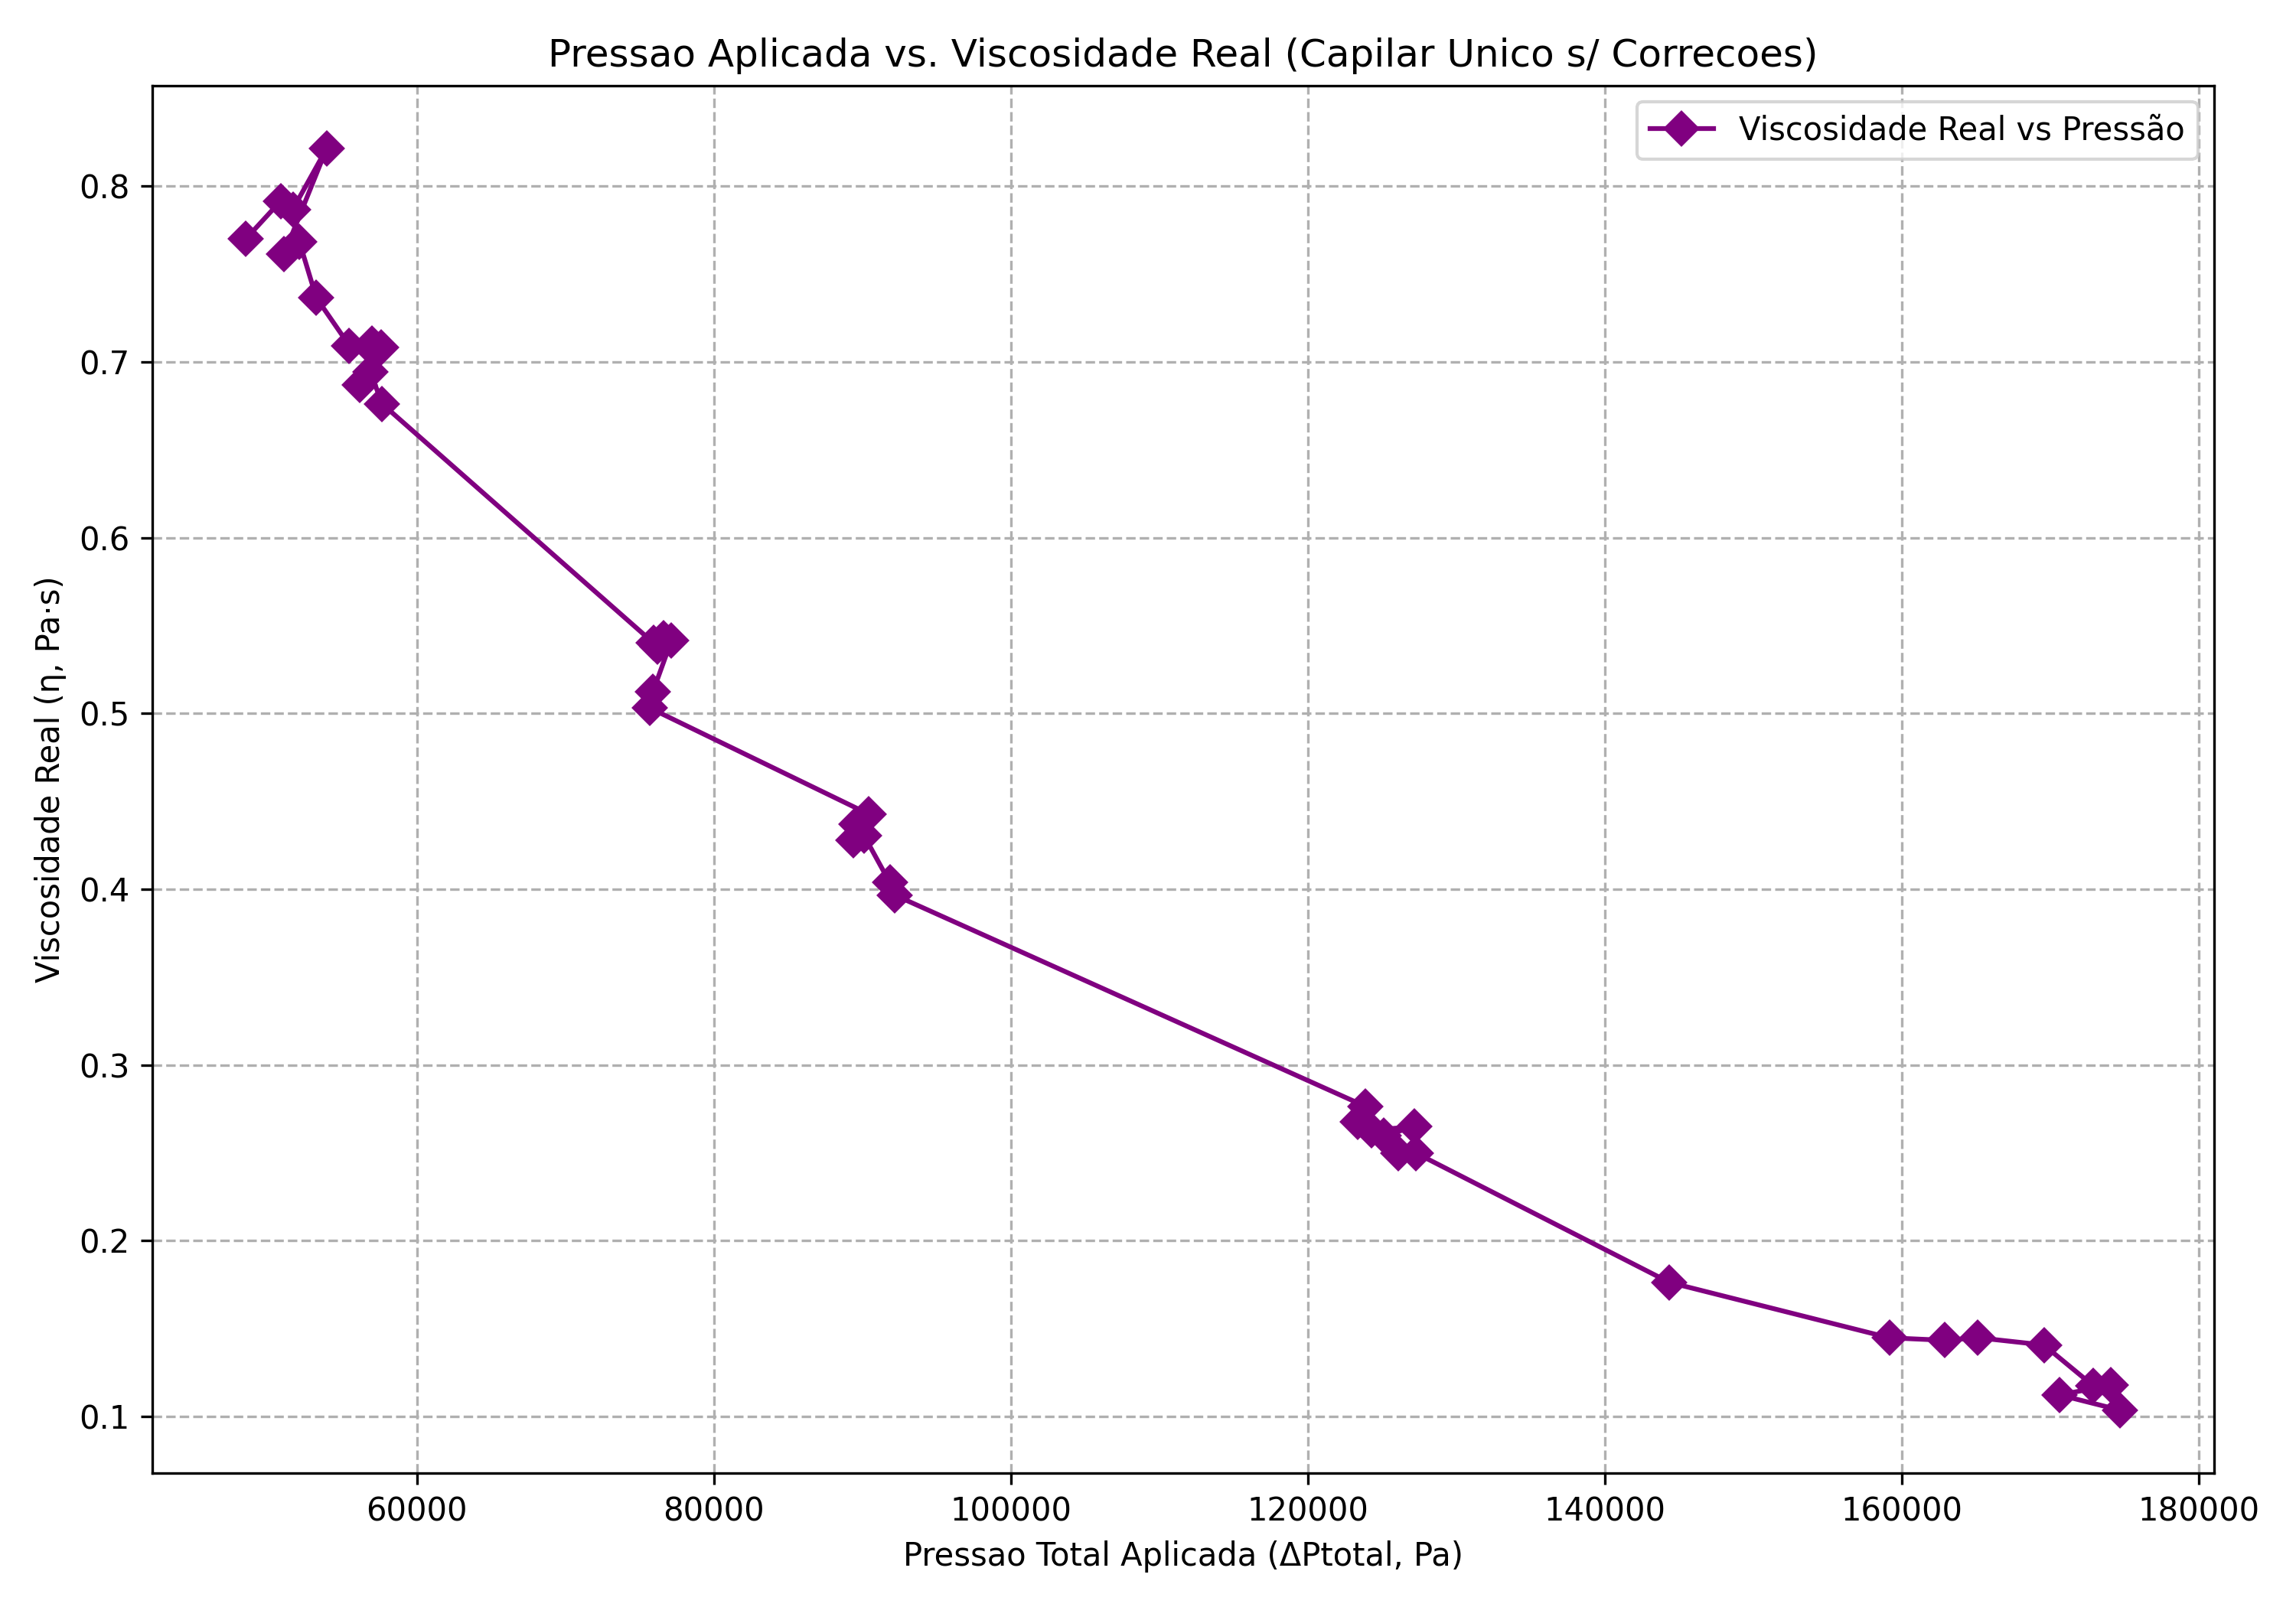 Pressao Aplicada vs. Viscosidade Real (Capilar Unico s/ Correcoes)
Viscosidade Real vs Pressão
Viscosidade Real (η, Pa·s)
0.8
0.7
0.6
0.5
0.4
0.3
0.2
0.1
60000 80000 100000 120000 140000 160000 180000
Pressao Total Aplicada (ΔPtotal, Pa)